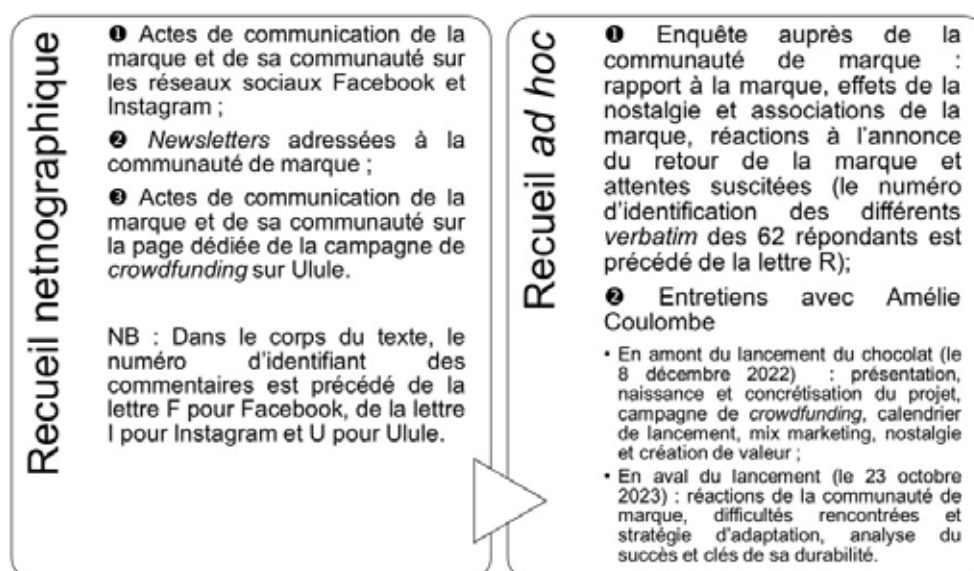 Recueil netnographique
❶ Actes de communication de la
marque et de sa communauté sur
les réseaux sociaux Facebook et
Instagram ;
❷ Newsletters adressées à la
communauté de marque ;
❸ Actes de communication de la
marque et de sa communauté sur
la page dédiée de la campagne de
crowdfunding sur Ulule.
NB : Dans le corps du texte, le
numéro d'identifiant des
commentaires est précédé de la
lettre F pour Facebook, de la lettre
I pour Instagram et U pour Ulule.
Recueil ad hoc
❶ Enquête auprès de la
communauté de marque :
rapport à la marque, effets de la
nostalgie et associations de la
marque, réactions à l'annonce
du retour de la marque et
attentes suscitées (le numéro
d'identification des différents
verbatim des 62 répondants est
précédé de la lettre R);
❷ Entretiens avec Amélie
Coulombe
• En amont du lancement du chocolat (le
8 décembre 2022) : présentation,
naissance et concrétisation du projet,
campagne de crowdfunding, calendrier
de lancement, mix marketing, nostalgie
et création de valeur ;
• En aval du lancement (le 23 octobre
2023) : réactions de la communauté de
marque, difficultés rencontrées et
stratégie d'adaptation, analyse du
succès et clés de sa durabilité.